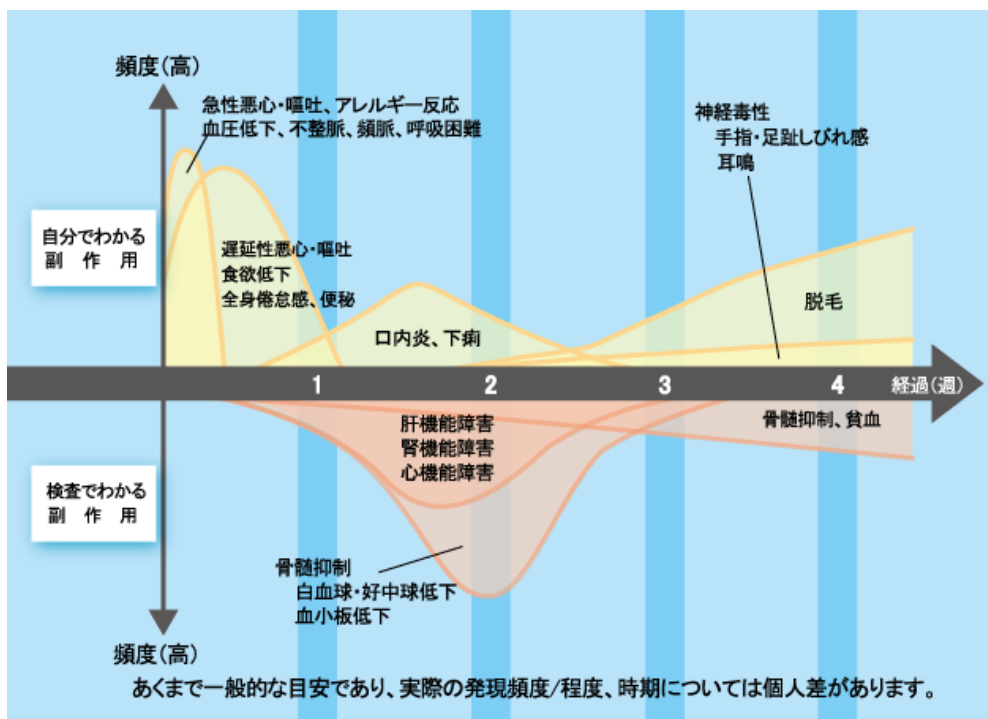 頻度(高)
急性悪心・嘔吐、アレルギー反応
血圧低下、不整脈、頻脈、呼吸困難
神経毒性
手指・足趾しびれ感
耳鳴
自分でわかる
副 作 用
遅延性悪心・嘔吐
食欲低下
全身倦怠感、便秘
口内炎、下痢
脱毛
1 2 3 4 経過(週)
肝機能障害
腎機能障害
心機能障害
骨髄抑制、貧血
検査でわかる
副 作 用
骨髄抑制
白血球・好中球低下
血小板低下
頻度(高)
あくまで一般的な目安であり、実際の発現頻度/程度、時期については個人差があります。